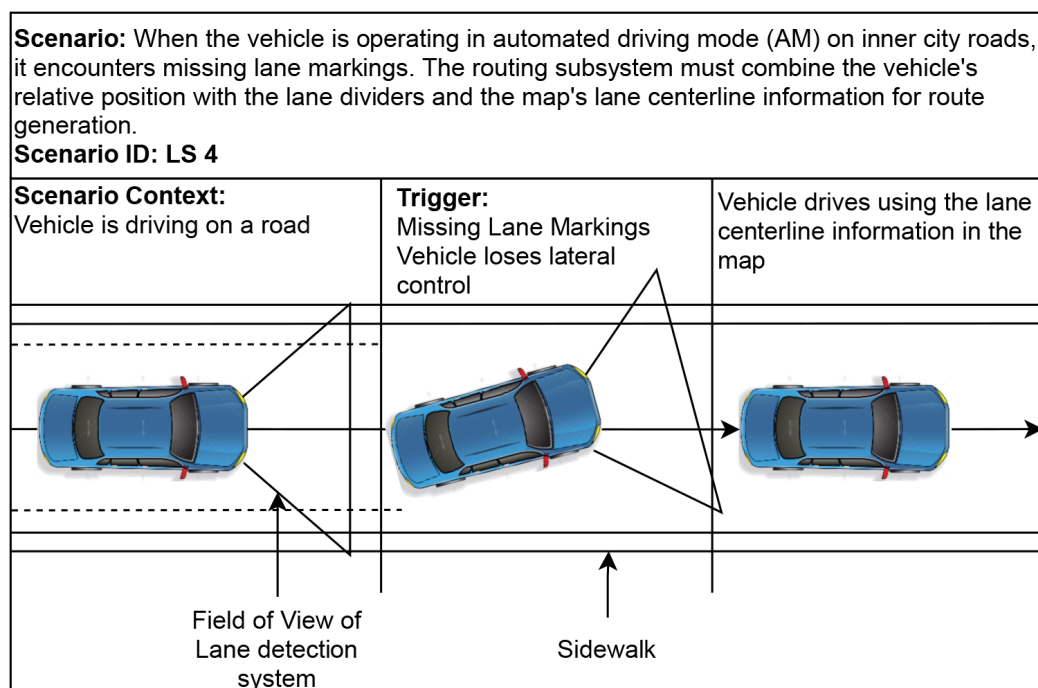 Scenario: When the vehicle is operating in automated driving mode (AM) on inner city roads,
it encounters missing lane markings. The routing subsystem must combine the vehicle's
relative position with the lane dividers and the map's lane centerline information for route
generation.
Scenario ID: LS 4
Scenario Context:
Vehicle is driving on a road
Trigger:
Missing Lane Markings
Vehicle loses lateral
control
Vehicle drives using the lane
centerline information in the
map
Field of View of
Lane detection
system
Sidewalk